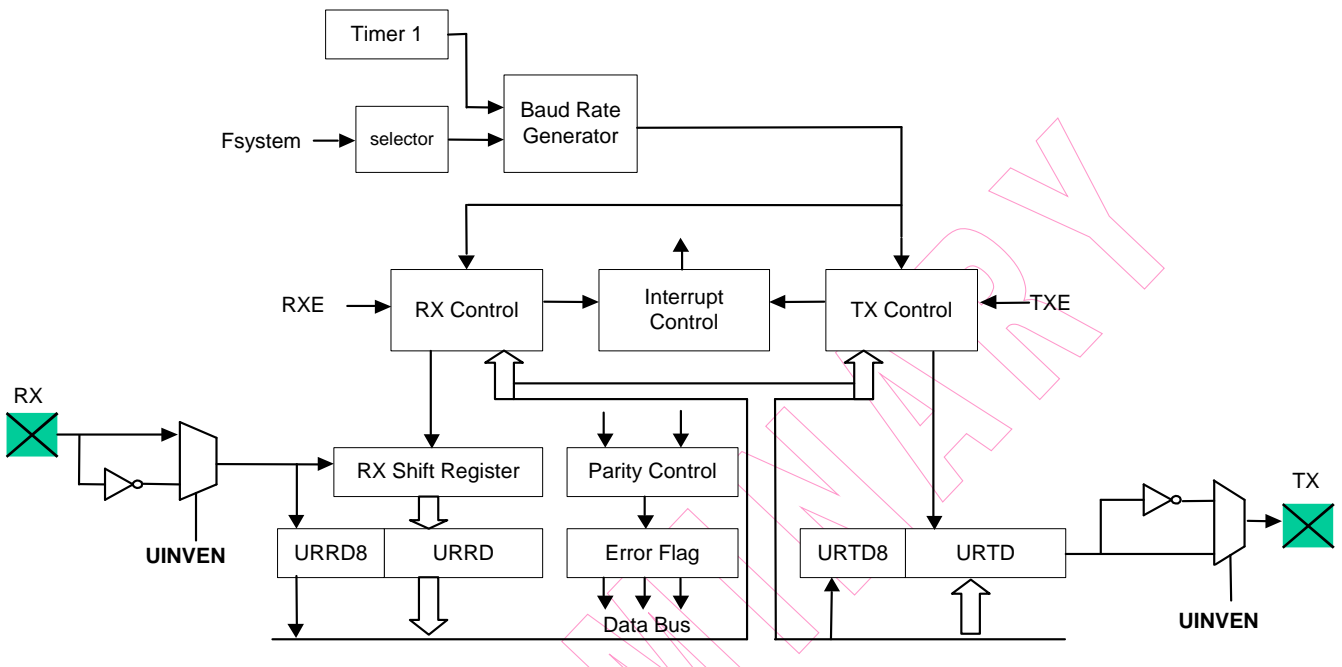 Timer 1
Baud Rate
Generator
Fsystem
selector
RXE
RX Control
Interrupt
Control
TX Control
TXE
RX
RX Shift Register
Parity Control
TX
UINVEN
URRD8
URRD
Error Flag
URTD8
URTD
Data Bus
UINVEN